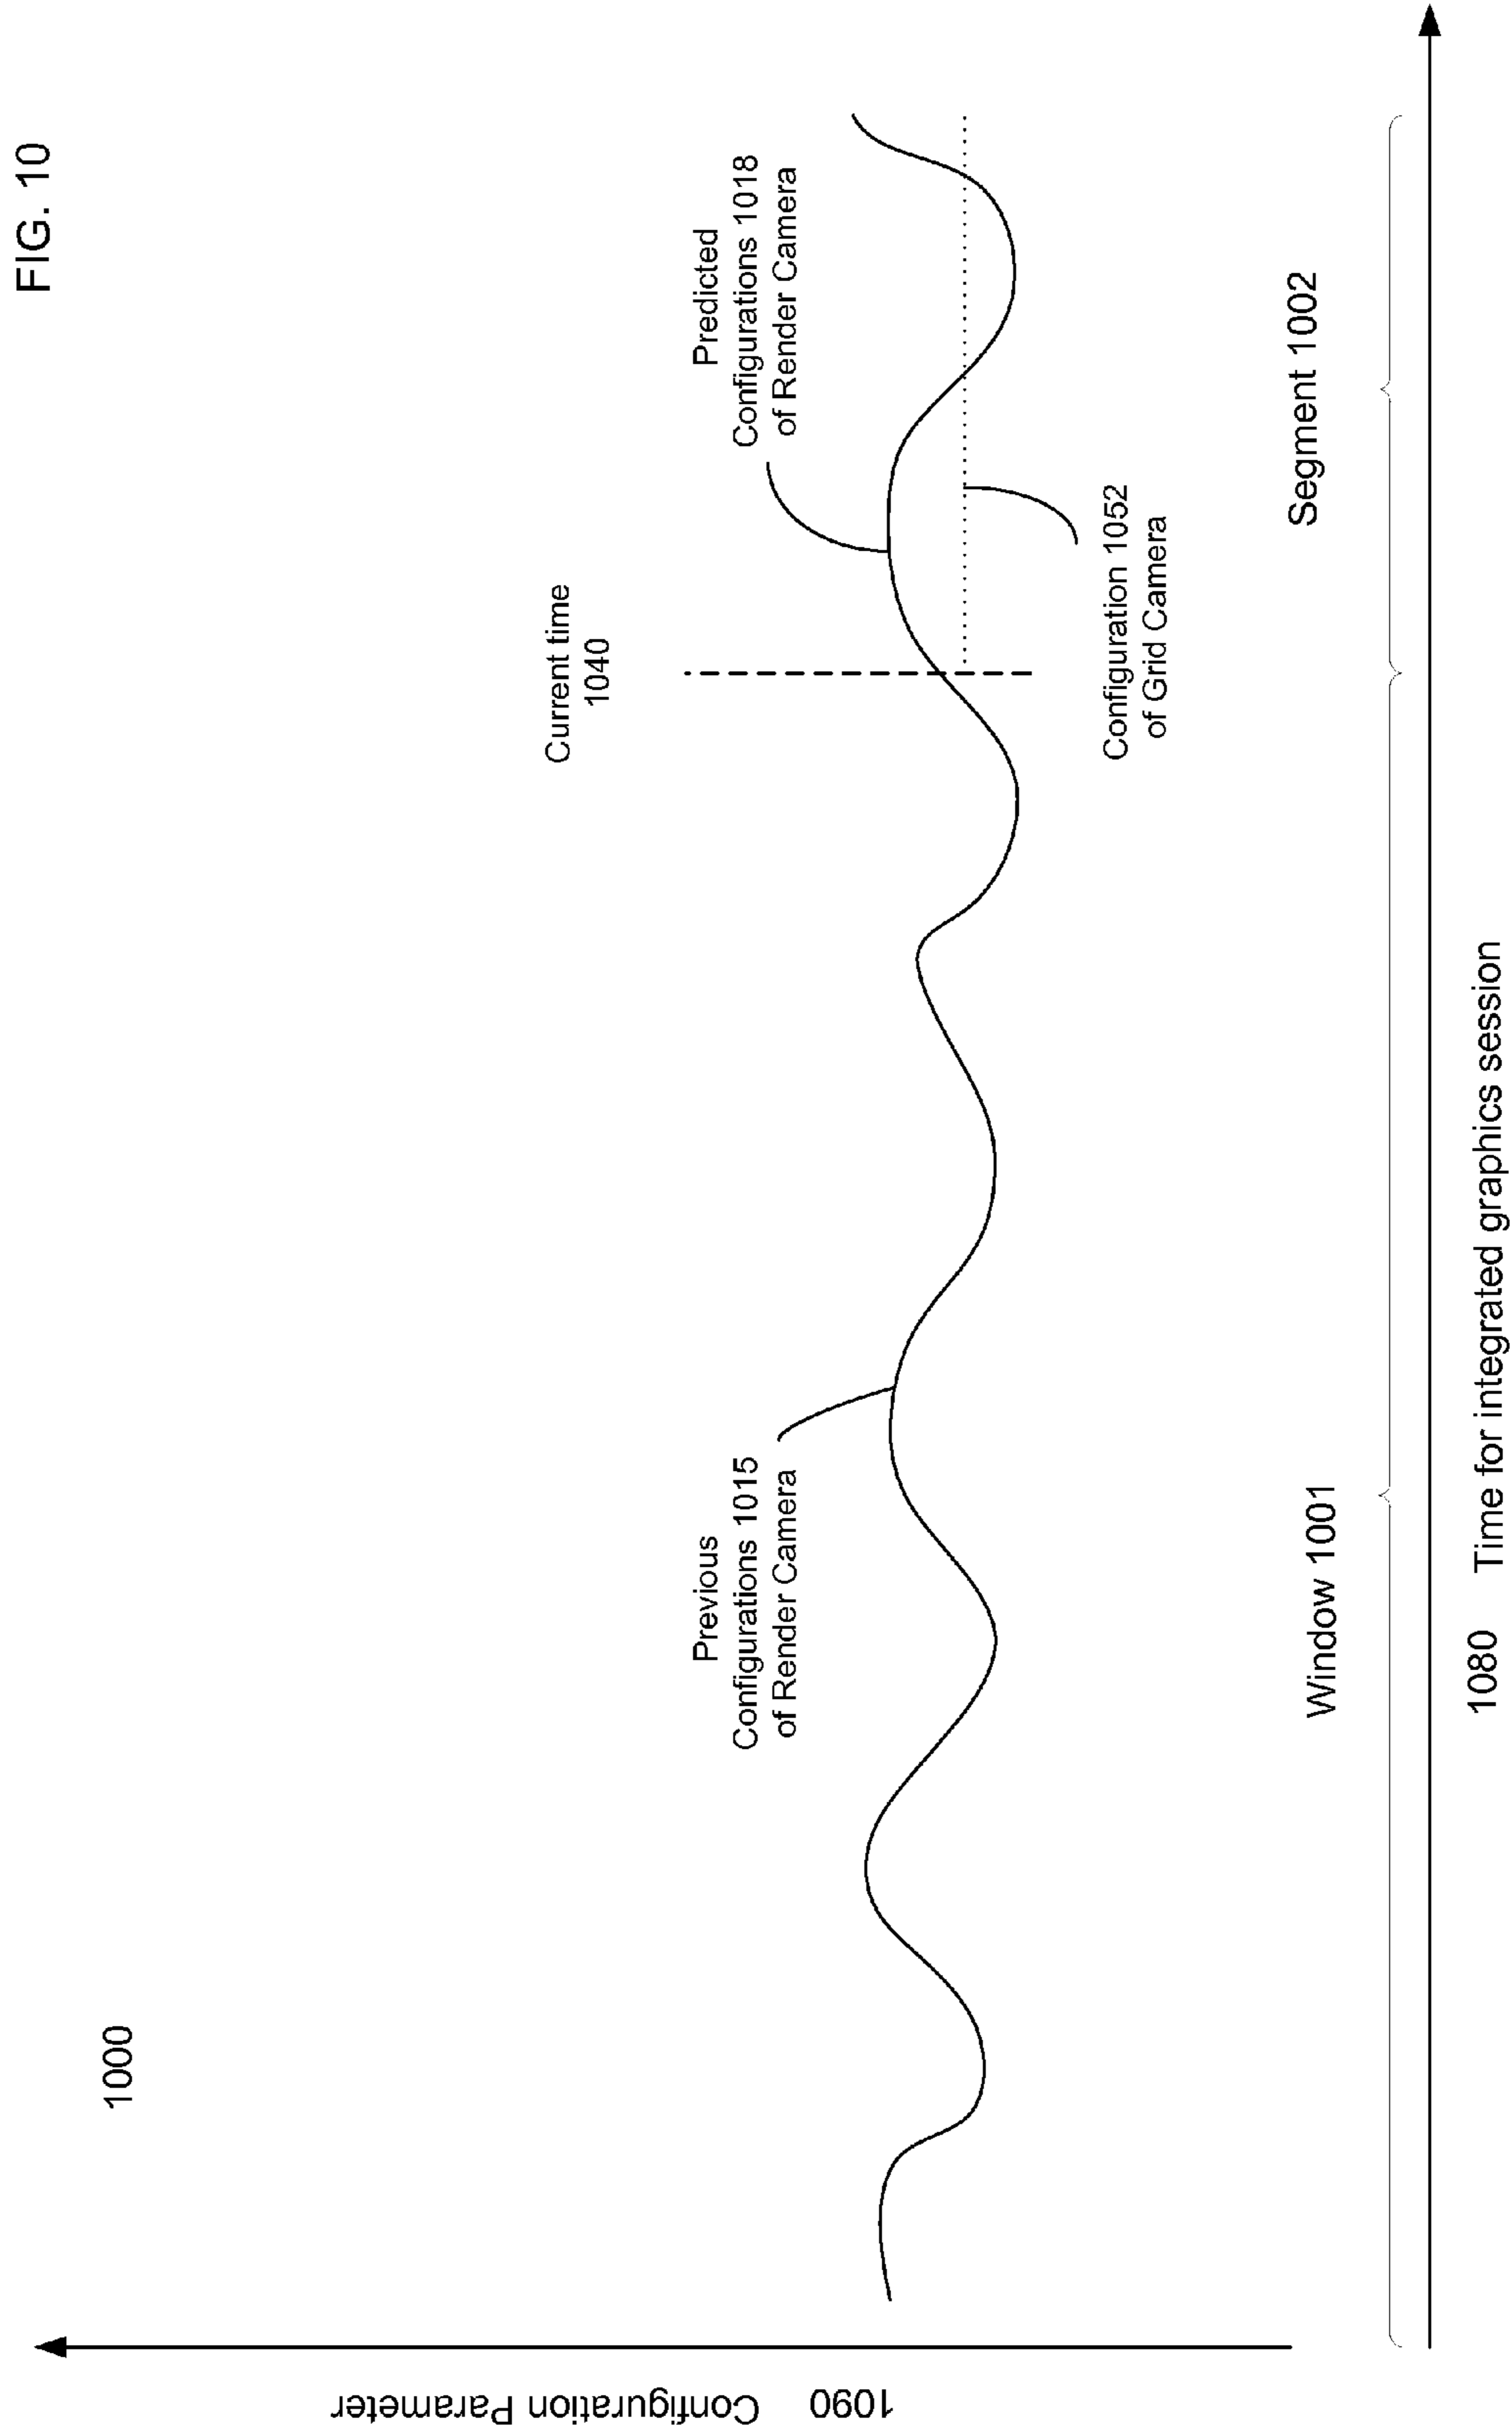 FIG. 10
1000
Current time
1040
Previous
Configurations 1015
of Render Camera
Predicted
Configurations 1018
of Render Camera
Configuration 1052
of Grid Camera
1090 Configuration Parameter
Window 1001
Segment 1002
1080 Time for integrated graphics session